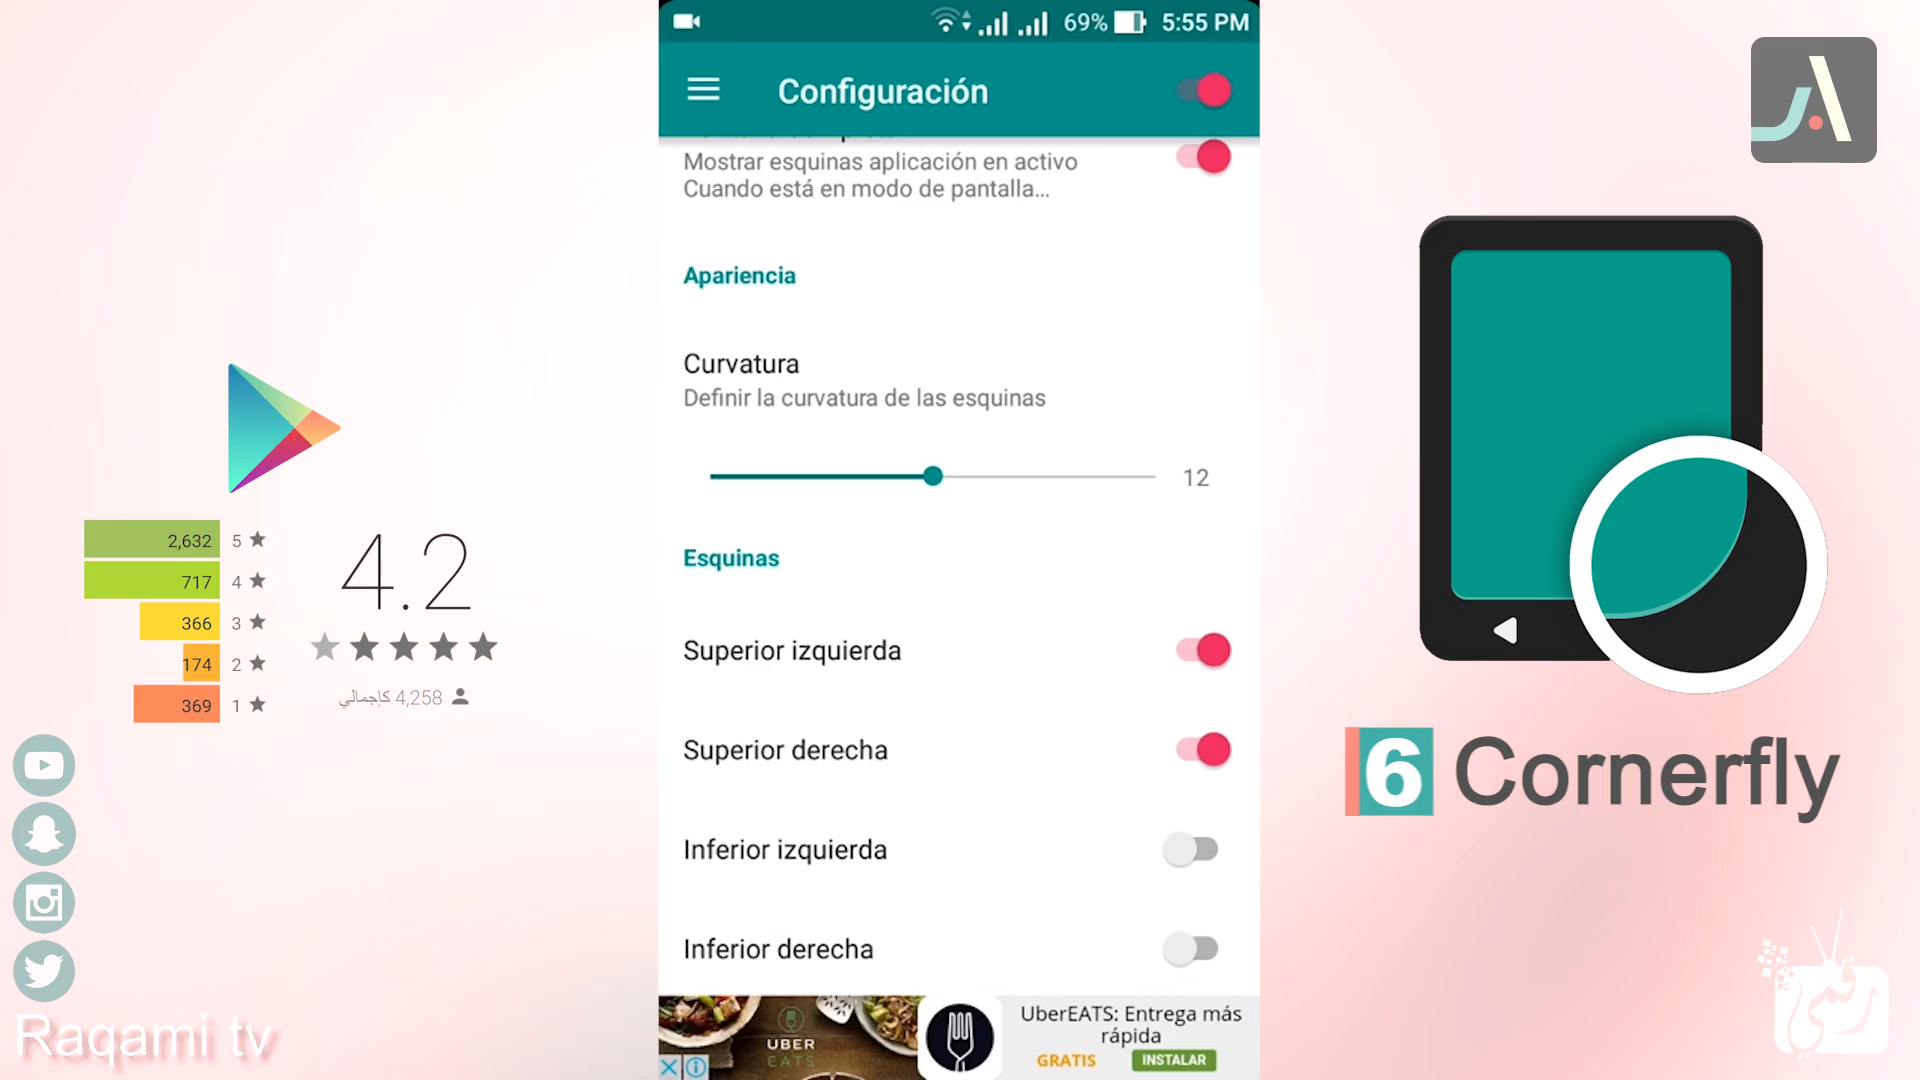 69% 5:55 PM
Configuración
Mostrar esquinas aplicación en activo
Cuando está en modo de pantalla...
Apariencia
Curvatura
Definir la curvatura de las esquinas
12
Esquinas
Superior izquierda
Superior derecha
Inferior izquierda
Inferior derecha
UBER
EATS
UberEATS: Entrega más
rápida
GRATIS INSTALAR
2,632 5
717 4
366 3
174 2
369 1
4.2
4,258 كإجمالي
Raqami tv
6 Cornerfly
رقمي